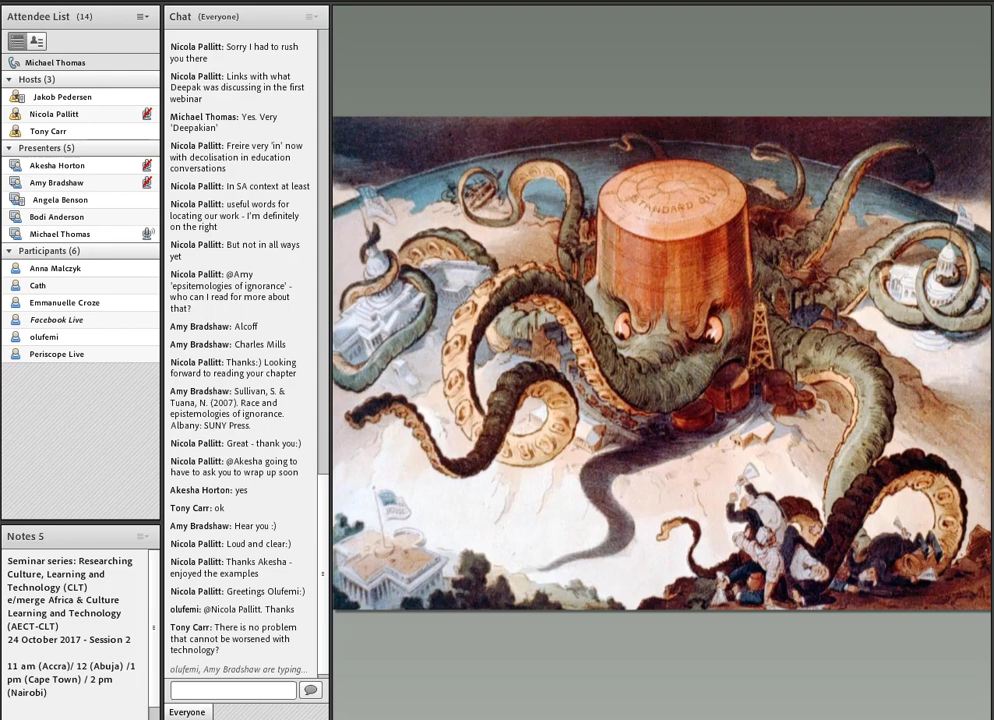 Attendee List (14)
Michael Thomas
Hosts (3)
Jakob Pedersen
Nicola Pallitt
Tony Carr
Presenters (5)
Akesha Horton
Amy Bradshaw
Angela Benson
Bodi Anderson
Michael Thomas
Participants (6)
Anna Malczyk
Cath
Emmanuelle Croze
Facebook Live
olufemi
Periscope Live
Notes 5
Seminar series: Researching
Culture, Learning and
Technology (CLT)
e/merge Africa & Culture
Learning and Technology
(AECT-CLT)
24 October 2017 - Session 2
11 am (Accra)/ 12 (Abuja) /1
pm (Cape Town) / 2 pm
(Nairobi)
Chat (Everyone)
Nicola Pallitt: Sorry I had to rush
you there
Nicola Pallitt: Links with what
Deepak was discussing in the first
webinar
Michael Thomas: Yes. Very
'Deepakian'
Nicola Pallitt: Freire very 'in' now
with decolisation in education
conversations
Nicola Pallitt: In SA context at least
Nicola Pallitt: useful words for
locating our work - I'm definitely
on the right
Nicola Pallitt: But not in all ways
yet
Nicola Pallitt: @Amy
'epistemologies of ignorance' -
who can I read for more about
that?
Amy Bradshaw: Alcoff
Amy Bradshaw: Charles Mills
Nicola Pallitt: Thanks:) Looking
forward to reading your chapter
Amy Bradshaw: Sullivan, S. &
Tuana, N. (2007). Race and
epistemologies of ignorance.
Albany: SUNY Press.
Nicola Pallitt: Great - thank you:)
Nicola Pallitt: @Akesha going to
have to ask you to wrap up soon
Akesha Horton: yes
Tony Carr: ok
Amy Bradshaw: Hear you :)
Nicola Pallitt: Loud and clear:)
Nicola Pallitt: Thanks Akesha -
enjoyed the examples
Nicola Pallitt: Greetings Olufemi:)
olufemi: @Nicola Pallitt. Thanks
Tony Carr: There is no problem
that cannot be worsened with
technology?
olufemi, Amy Bradshaw are typing...
Everyone
STANDARD OIL